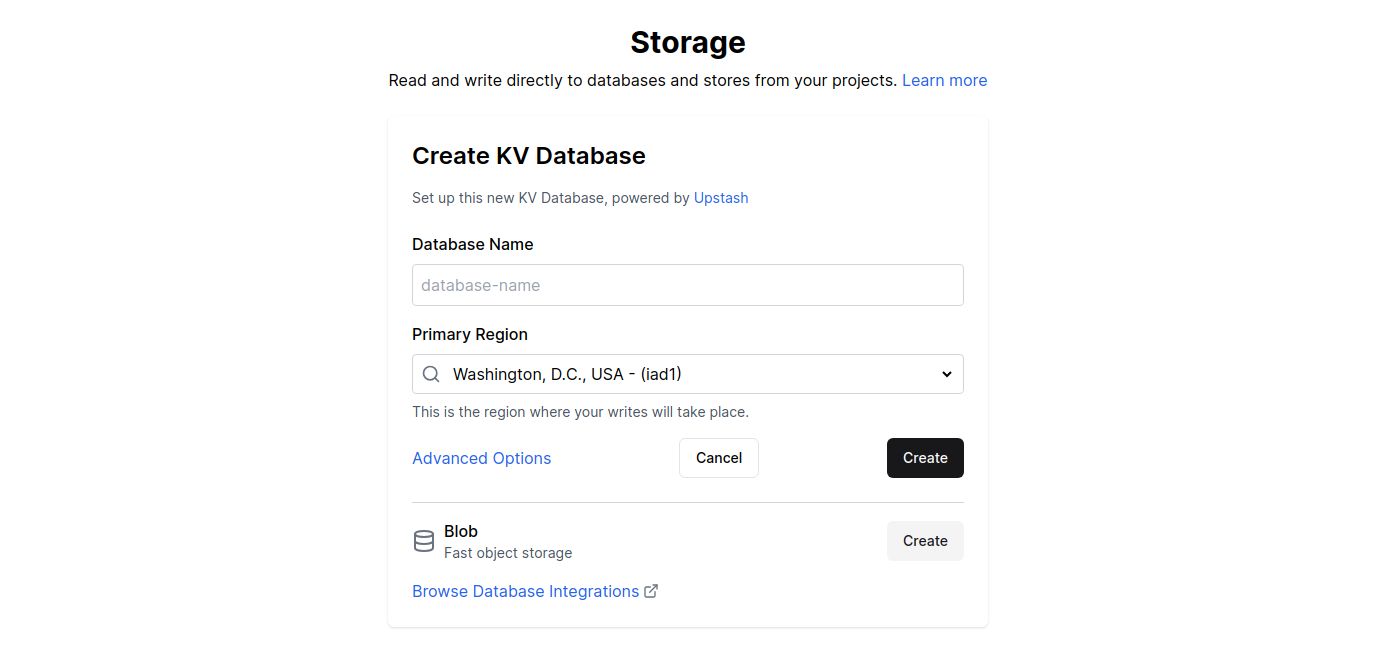 Storage
Read and write directly to databases and stores from your projects. Learn more
Create KV Database
Set up this new KV Database, powered by Upstash
Database Name
database-name
Primary Region
Washington, D.C., USA - (iad1)
This is the region where your writes will take place.
Advanced Options Cancel Create
Blob
Fast object storage
Create
Browse Database Integrations